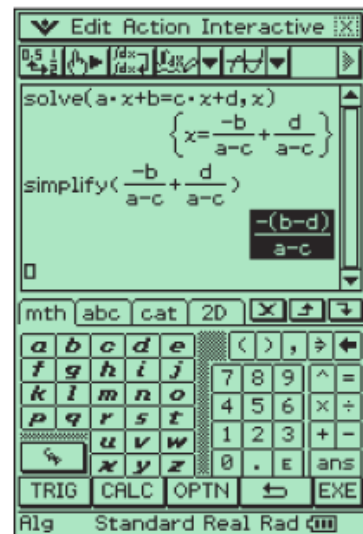 Edit Action Interactive
solve(a·x+b=c·x+d,x)
{x=-b/(a-c)+d/(a-c)}
simplify(-b/(a-c)+d/(a-c))
-(b-d)/(a-c)
mth abc cat 2D
a b c d e ( ) ,
f g h i j 7 8 9 ^ =
k l m n o 4 5 6 × ÷
p q r s t 1 2 3 + -
u v w 0 . E ans
x y z
TRIG CALC OPTN EXE
Alg Standard Real Rad